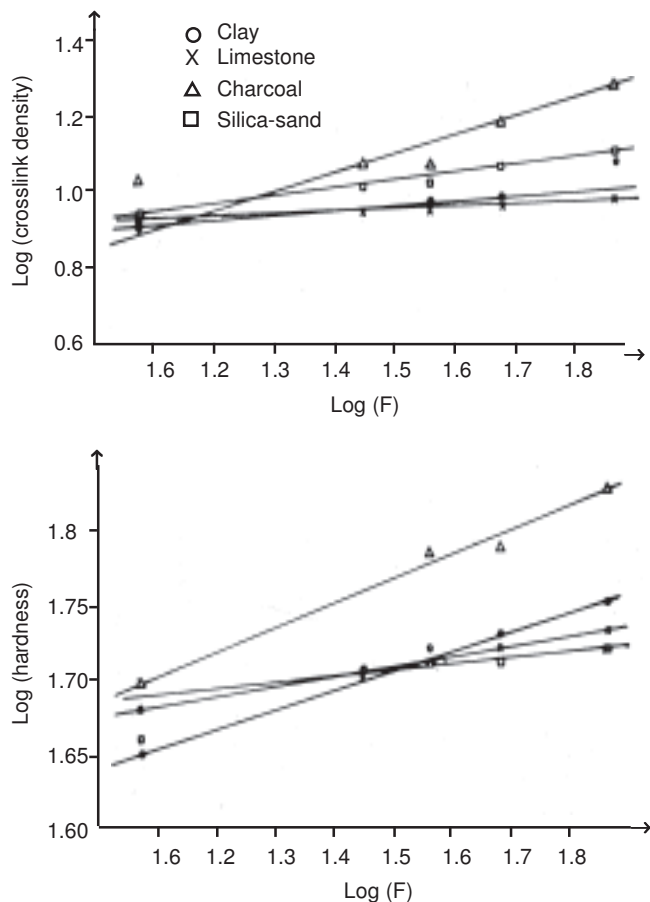 1.4
1.2
1.0
0.8
0.6
Log (crosslink density)
Clay
X Limestone
Charcoal
Silica-sand
1.6 1.2 1.3 1.4 1.5 1.6 1.7 1.8
Log (F)
1.8
1.75
1.70
1.65
1.60
Log (hardness)
1.6 1.2 1.3 1.4 1.5 1.6 1.7 1.8
Log (F)